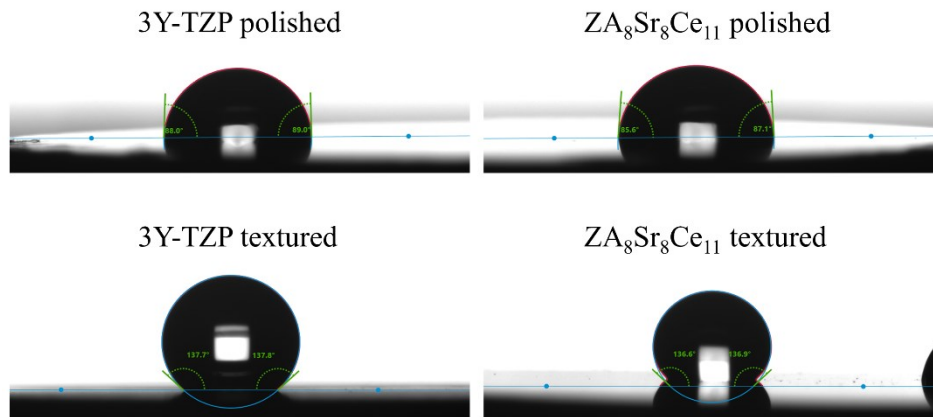 3Y-TZP polished
ZA₈Sr₈Ce₁₁ polished
88.0°
89.0°
85.6°
87.1°
3Y-TZP textured
ZA₈Sr₈Ce₁₁ textured
137.7°
137.8°
136.6°
136.9°